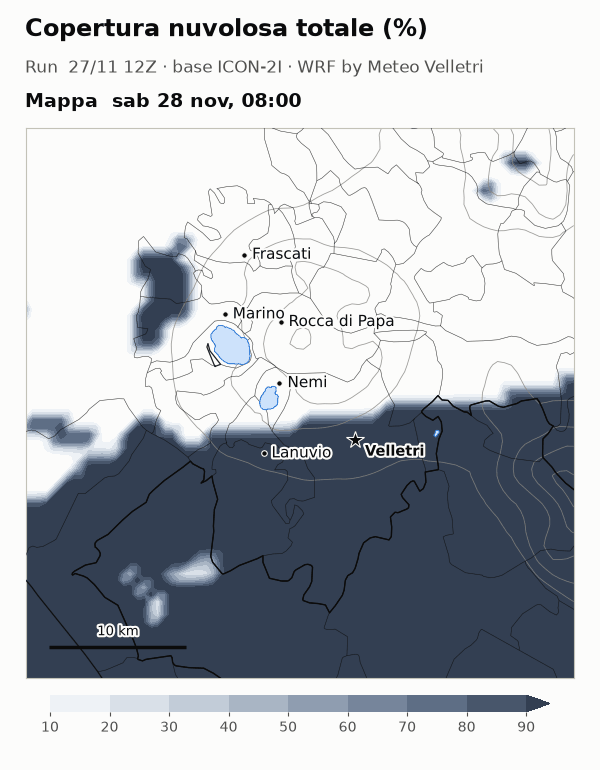 Copertura nuvolosa totale (%)
Run  27/11 12Z · base ICON-2I · WRF by Meteo Velletri
Mappa  sab 28 nov, 08:00
Frascati
Marino
Rocca di Papa
Nemi
Velletri
Lanuvio
10 km
10 20 30 40 50 60 70 80 90